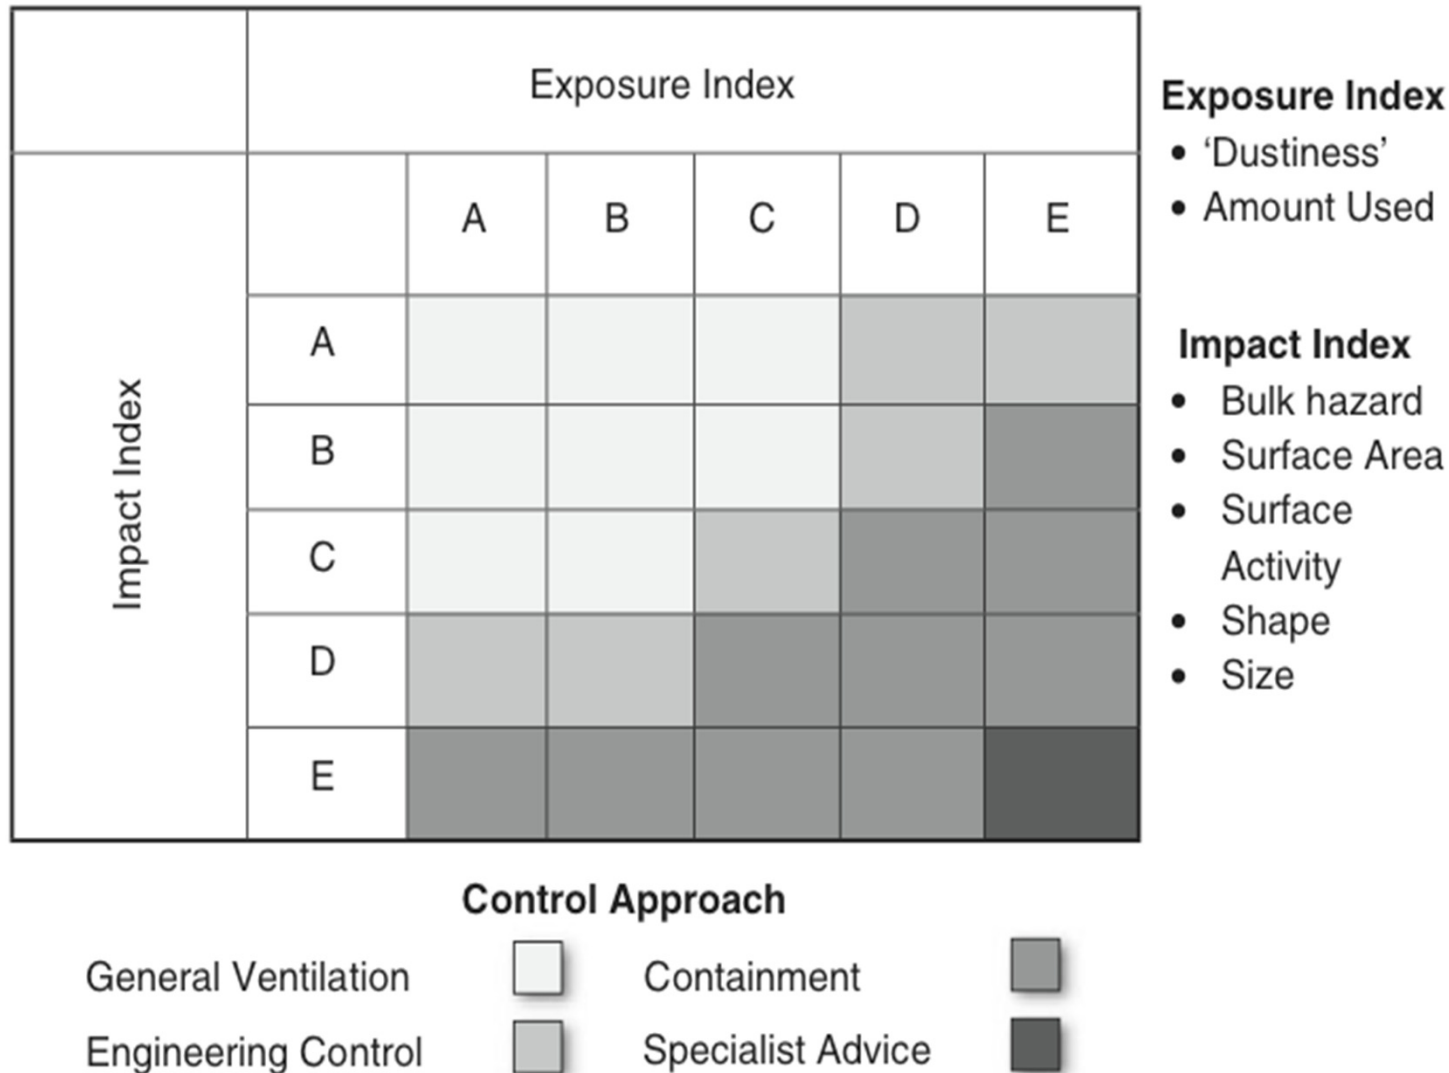 Exposure Index
A B C D E
Impact Index
A
B
C
D
E
Exposure Index
• ‘Dustiness’
• Amount Used
Impact Index
• Bulk hazard
• Surface Area
• Surface
Activity
• Shape
• Size
Control Approach
General Ventilation
Containment
Engineering Control
Specialist Advice